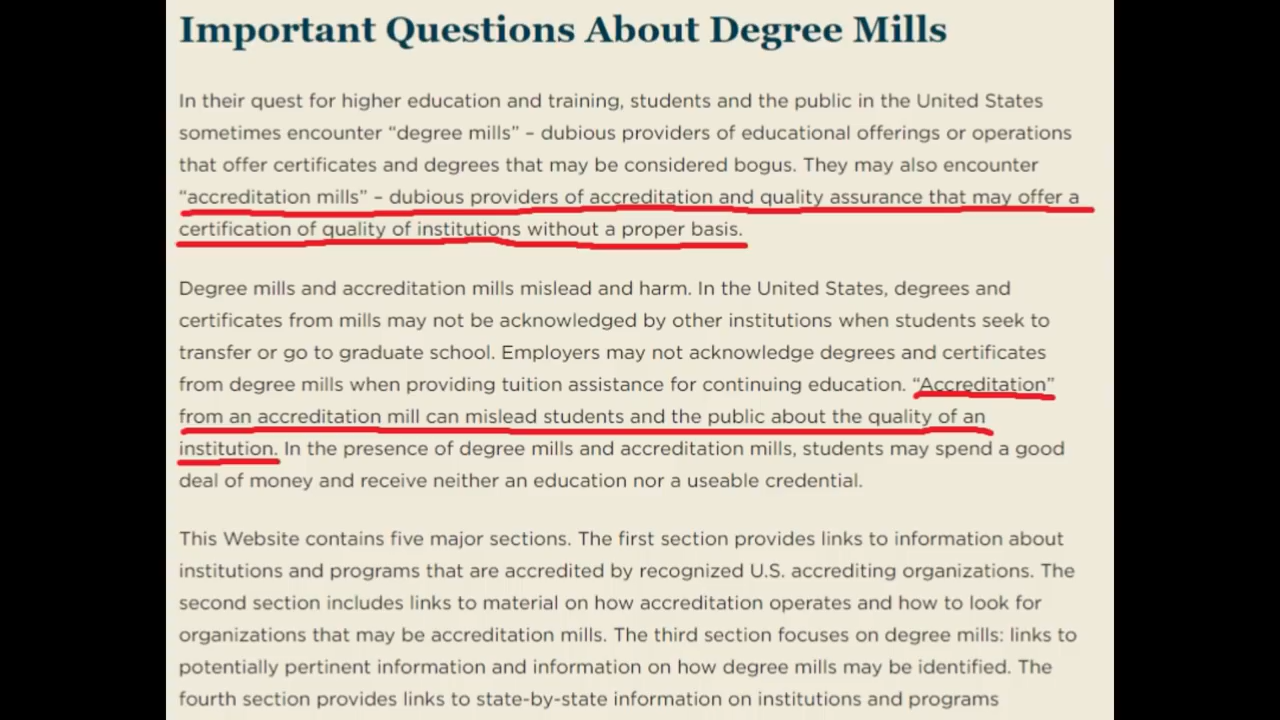 Important Questions About Degree Mills
In their quest for higher education and training, students and the public in the United States
sometimes encounter “degree mills” – dubious providers of educational offerings or operations
that offer certificates and degrees that may be considered bogus. They may also encounter
“accreditation mills” – dubious providers of accreditation and quality assurance that may offer a
certification of quality of institutions without a proper basis.
Degree mills and accreditation mills mislead and harm. In the United States, degrees and
certificates from mills may not be acknowledged by other institutions when students seek to
transfer or go to graduate school. Employers may not acknowledge degrees and certificates
from degree mills when providing tuition assistance for continuing education. “Accreditation”
from an accreditation mill can mislead students and the public about the quality of an
institution. In the presence of degree mills and accreditation mills, students may spend a good
deal of money and receive neither an education nor a useable credential.
This Website contains five major sections. The first section provides links to information about
institutions and programs that are accredited by recognized U.S. accrediting organizations. The
second section includes links to material on how accreditation operates and how to look for
organizations that may be accreditation mills. The third section focuses on degree mills: links to
potentially pertinent information and information on how degree mills may be identified. The
fourth section provides links to state-by-state information on institutions and programs